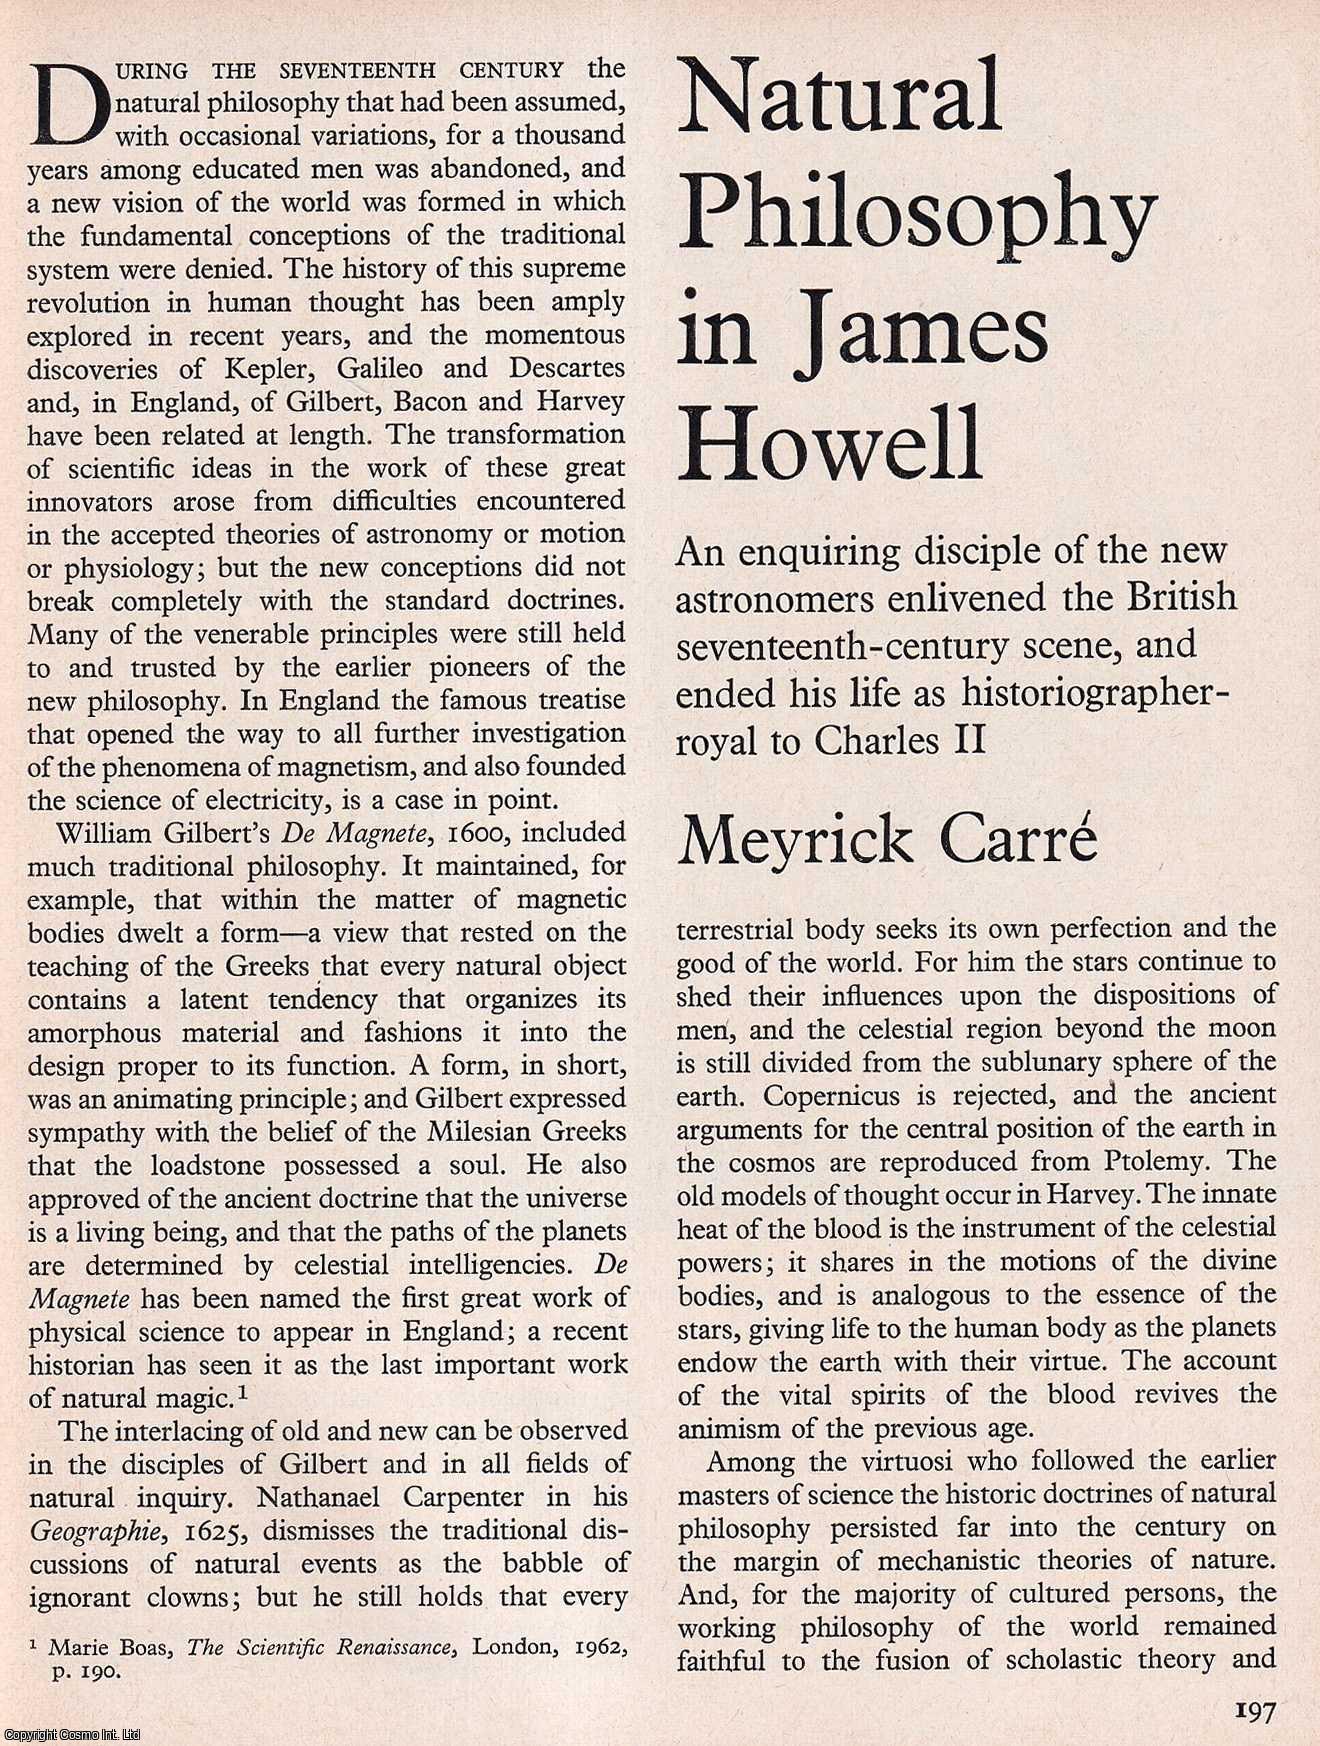 DURING THE SEVENTEENTH CENTURY the
natural philosophy that had been assumed,
with occasional variations, for a thousand
years among educated men was abandoned, and
a new vision of the world was formed in which
the fundamental conceptions of the traditional
system were denied. The history of this supreme
revolution in human thought has been amply
explored in recent years, and the momentous
discoveries of Kepler, Galileo and Descartes
and, in England, of Gilbert, Bacon and Harvey
have been related at length. The transformation
of scientific ideas in the work of these great
innovators arose from difficulties encountered
in the accepted theories of astronomy or motion
or physiology; but the new conceptions did not
break completely with the standard doctrines.
Many of the venerable principles were still held
to and trusted by the earlier pioneers of the
new philosophy. In England the famous treatise
that opened the way to all further investigation
of the phenomena of magnetism, and also founded
the science of electricity, is a case in point.
William Gilbert's De Magnete, 1600, included
much traditional philosophy. It maintained, for
example, that within the matter of magnetic
bodies dwelt a form—a view that rested on the
teaching of the Greeks that every natural object
contains a latent tendency that organizes its
amorphous material and fashions it into the
design proper to its function. A form, in short,
was an animating principle; and Gilbert expressed
sympathy with the belief of the Milesian Greeks
that the loadstone possessed a soul. He also
approved of the ancient doctrine that the universe
is a living being, and that the paths of the planets
are determined by celestial intelligencies. De
Magnete has been named the first great work of
physical science to appear in England; a recent
historian has seen it as the last important work
of natural magic.¹
The interlacing of old and new can be observed
in the disciples of Gilbert and in all fields of
natural inquiry. Nathanael Carpenter in his
Geographie, 1625, dismisses the traditional dis-
cussions of natural events as the babble of
ignorant clowns; but he still holds that every
¹ Marie Boas, The Scientific Renaissance, London, 1962,
p. 190.
Natural
Philosophy
in James
Howell
An enquiring disciple of the new
astronomers enlivened the British
seventeenth-century scene, and
ended his life as historiographer-
royal to Charles II
Meyrick Carré
terrestrial body seeks its own perfection and the
good of the world. For him the stars continue to
shed their influences upon the dispositions of
men, and the celestial region beyond the moon
is still divided from the sublunary sphere of the
earth. Copernicus is rejected, and the ancient
arguments for the central position of the earth in
the cosmos are reproduced from Ptolemy. The
old models of thought occur in Harvey. The innate
heat of the blood is the instrument of the celestial
powers; it shares in the motions of the divine
bodies, and is analogous to the essence of the
stars, giving life to the human body as the planets
endow the earth with their virtue. The account
of the vital spirits of the blood revives the
animism of the previous age.
Among the virtuosi who followed the earlier
masters of science the historic doctrines of natural
philosophy persisted far into the century on
the margin of mechanistic theories of nature.
And, for the majority of cultured persons, the
working philosophy of the world remained
faithful to the fusion of scholastic theory and
197
Copyright Cosmo Int. Ltd